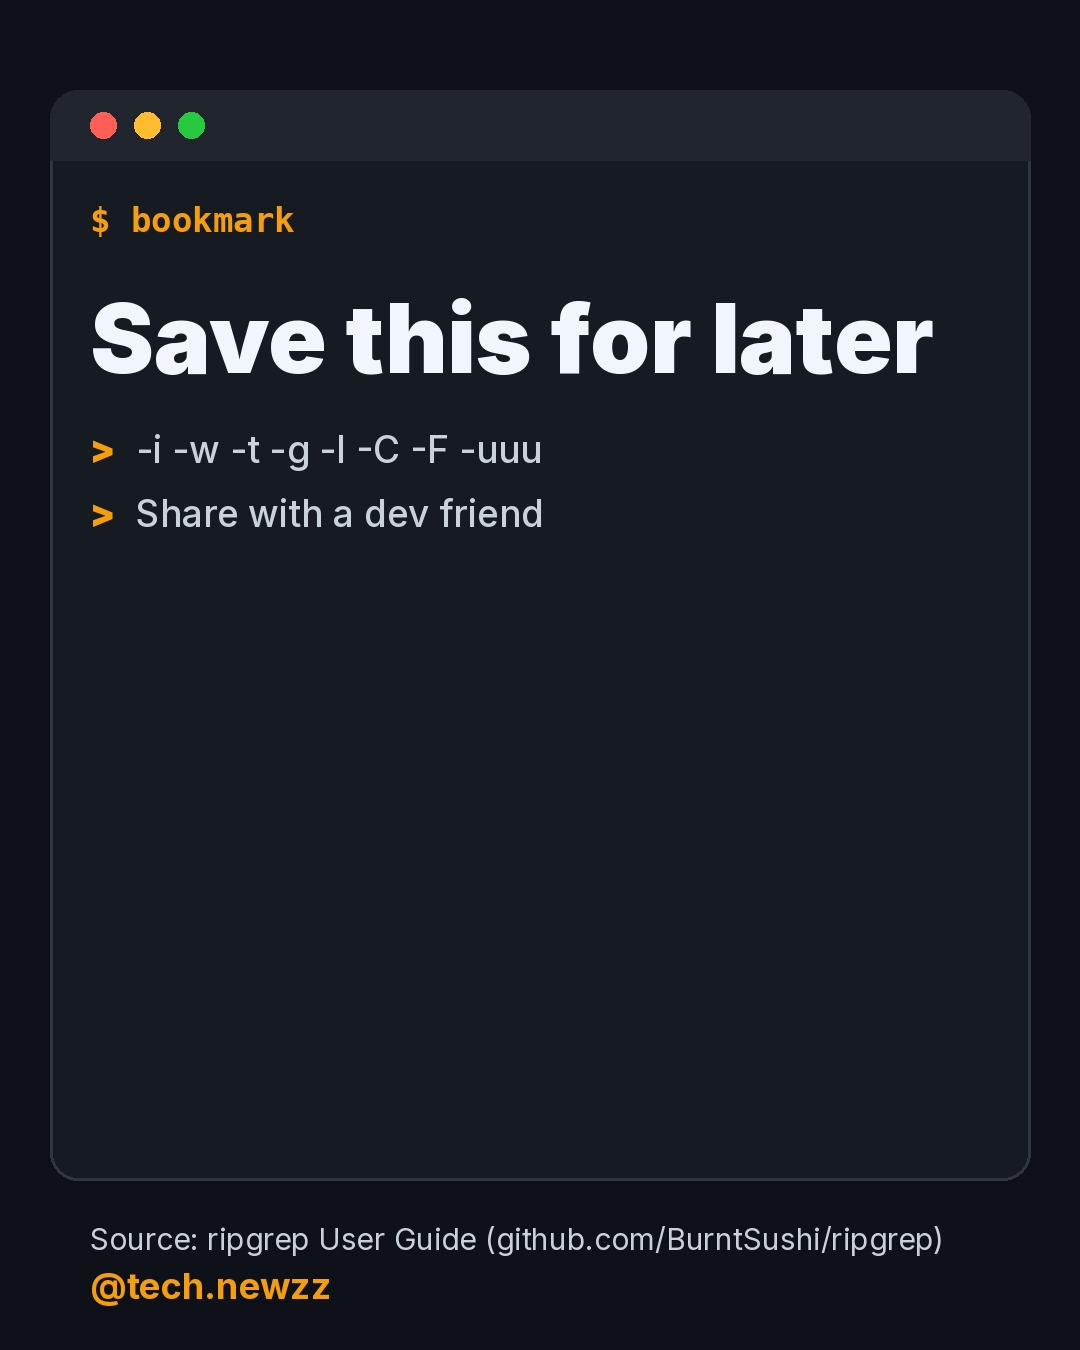 $ bookmark
Save this for later
> -i -w -t -g -l -C -F -uuu
> Share with a dev friend
Source: ripgrep User Guide (github.com/BurntSushi/ripgrep)
@tech.newzz